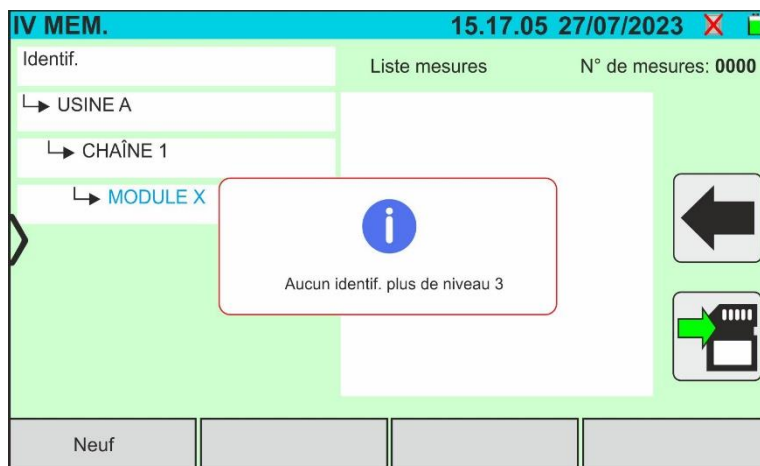 IV MEM. 15.17.05 27/07/2023
Identif. Liste mesures N° de mesures: 0000
USINE A
CHAÎNE 1
MODULE X
i
Aucun identif. plus de niveau 3
Neuf